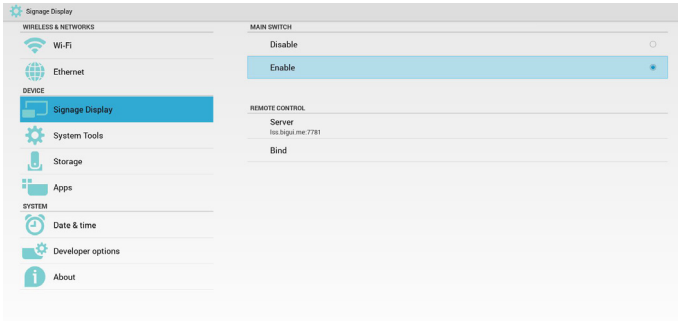 Signage Display
WIRELESS & NETWORKS
Wi-Fi
Ethernet
DEVICE
Signage Display
System Tools
Storage
Apps
SYSTEM
Date & time
Developer options
About
MAIN SWITCH
Disable
Enable
REMOTE CONTROL
Server
lss.bigui.me:7781
Bind